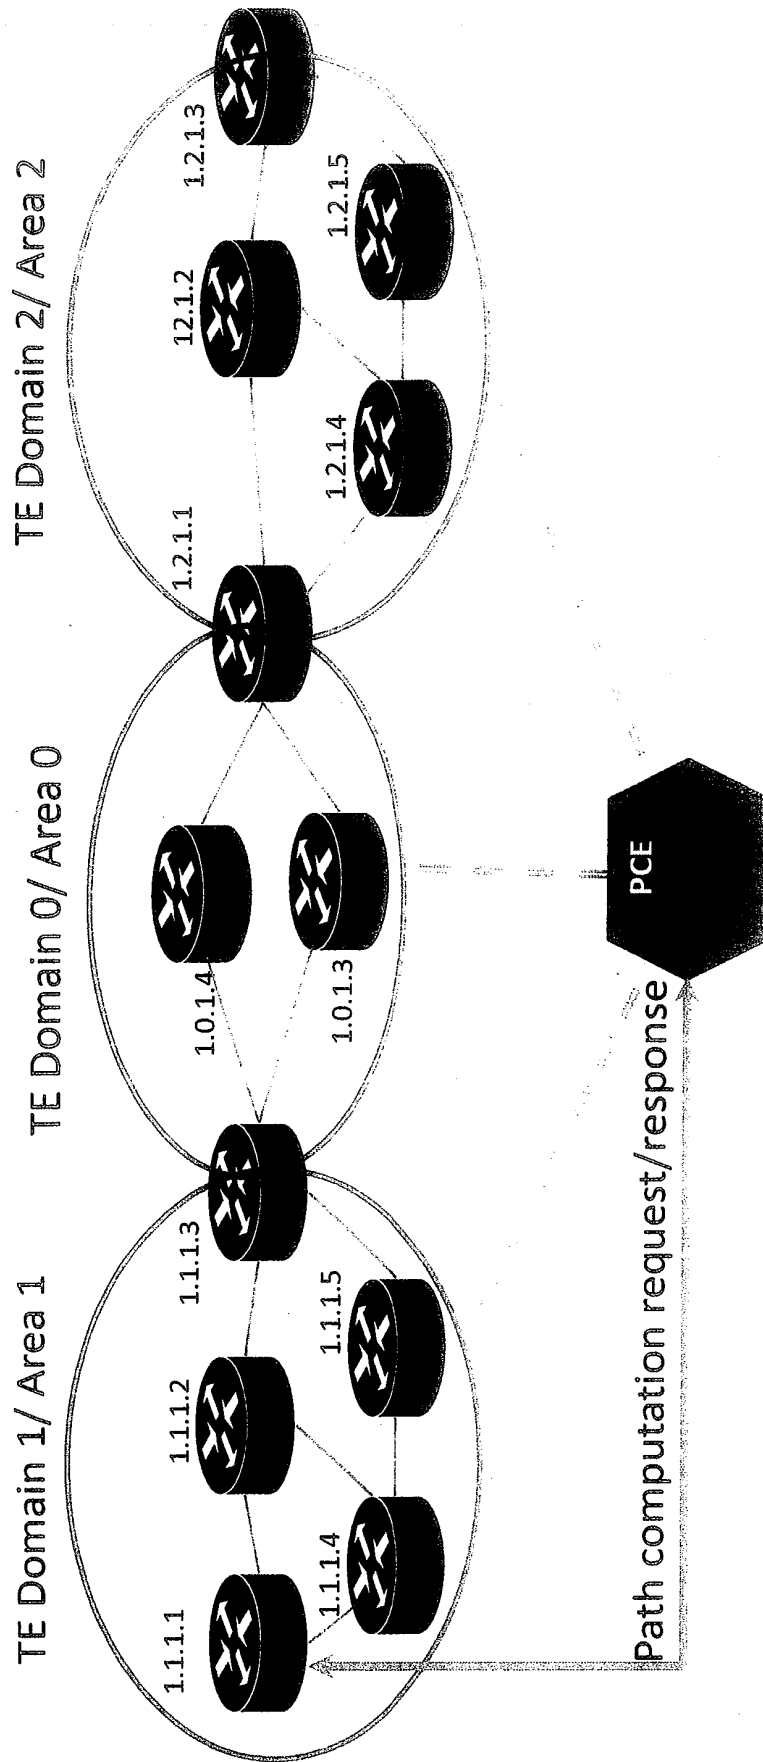 TE Domain 1/ Area 1
TE Domain 0/ Area 0
TE Domain 2/ Area 2
1.1.1.1
1.1.1.2
1.1.1.3
1.1.1.4
1.1.1.5
1.0.1.4
1.0.1.3
1.2.1.1
12.1.2
1.2.1.3
1.2.1.4
1.2.1.5
Path computation request/response
PCE